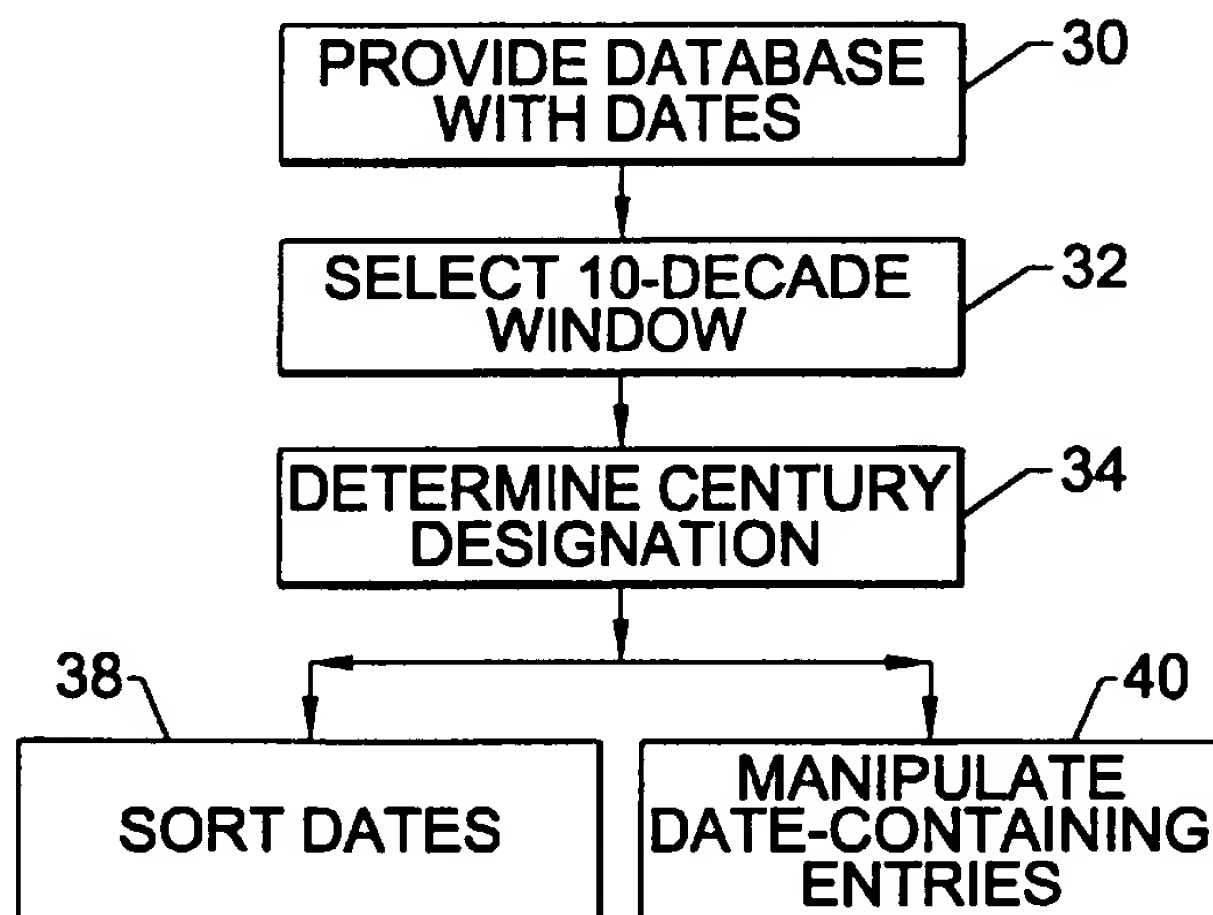 PROVIDE DATABASE
WITH DATES
30
SELECT 10-DECADE
WINDOW
32
DETERMINE CENTURY
DESIGNATION
34
38
SORT DATES
40
MANIPULATE
DATE-CONTAINING
ENTRIES